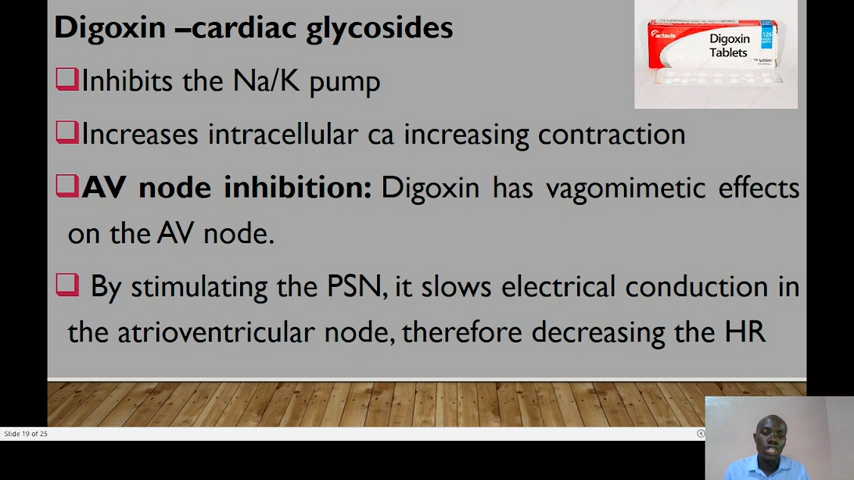 Digoxin –cardiac glycosides
Inhibits the Na/K pump
Increases intracellular ca increasing contraction
AV node inhibition: Digoxin has vagomimetic effects
on the AV node.
By stimulating the PSN, it slows electrical conduction in
the atrioventricular node, therefore decreasing the HR
actavis
Digoxin
Tablets
Slide 19 of 25